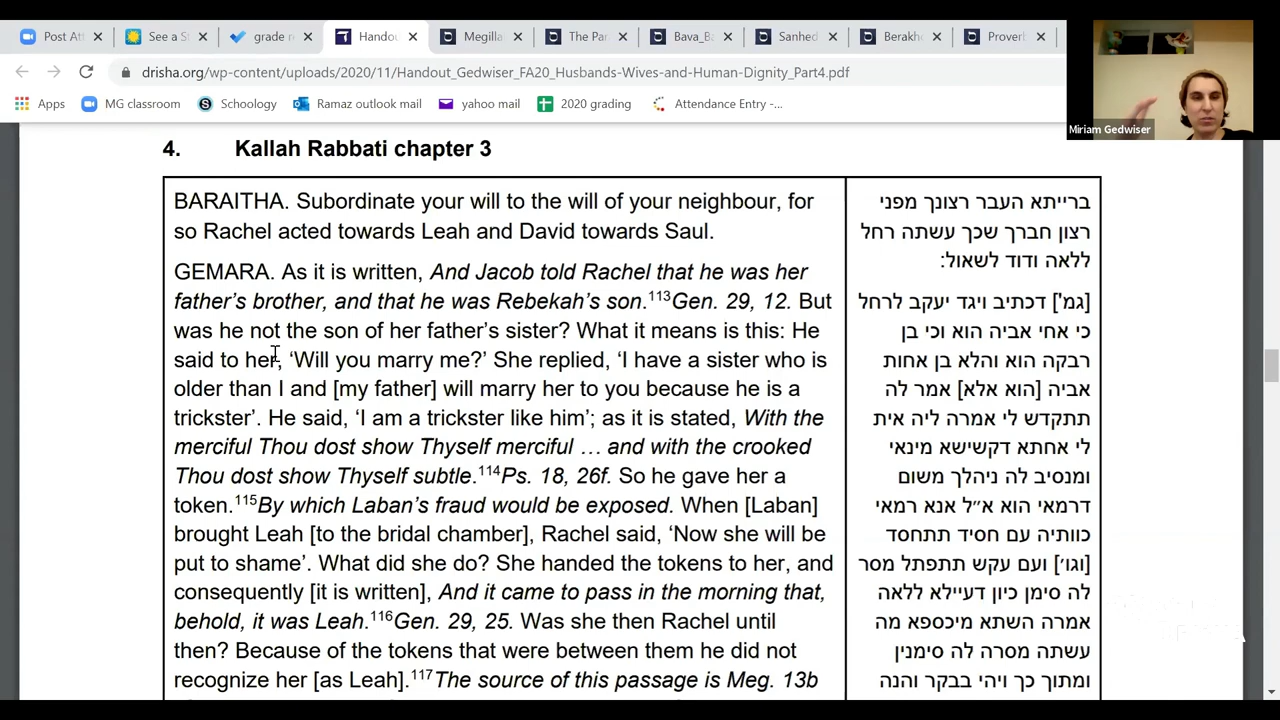 Post Att
See a St
grade re
Handou
Megilla
The Par
Bava_Ba
Sanhed
Berakho
Proverb
drisha.org/wp-content/uploads/2020/11/Handout_Gedwiser_FA20_Husbands-Wives-and-Human-Dignity_Part4.pdf
Apps
MG classroom
Schoology
Ramaz outlook mail
yahoo mail
2020 grading
Attendance Entry -...
Miriam Gedwiser
4. Kallah Rabbati chapter 3
BARAITHA. Subordinate your will to the will of your neighbour, for
so Rachel acted towards Leah and David towards Saul.
GEMARA. As it is written, And Jacob told Rachel that he was her
father's brother, and that he was Rebekah's son.113Gen. 29, 12. But
was he not the son of her father's sister? What it means is this: He
said to her, ‘Will you marry me?’ She replied, ‘I have a sister who is
older than I and [my father] will marry her to you because he is a
trickster’. He said, ‘I am a trickster like him’; as it is stated, With the
merciful Thou dost show Thyself merciful … and with the crooked
Thou dost show Thyself subtle.114Ps. 18, 26f. So he gave her a
token.115By which Laban's fraud would be exposed. When [Laban]
brought Leah [to the bridal chamber], Rachel said, ‘Now she will be
put to shame’. What did she do? She handed the tokens to her, and
consequently [it is written], And it came to pass in the morning that,
behold, it was Leah.116Gen. 29, 25. Was she then Rachel until
then? Because of the tokens that were between them he did not
recognize her [as Leah].117The source of this passage is Meg. 13b
ברייתא העבר רצונך מפני
רצון חברך שכך עשתה רחל
ללאה ודוד לשאול:
[גמ'] דכתיב ויגד יעקב לרחל
כי אחי אביה הוא וכי בן
רבקה הוא והלא בן אחות
אביה [הוא אלא] אמר לה
תתקדש לי אמרה ליה אית
לי אחתא דקשישא מינאי
ומנסיב לה ניהלך משום
דרמאי הוא א״ל אנא רמאי
כוותיה עם חסיד תתחסד
[וגו'] ועם עקש תתפתל מסר
לה סימן כיון דעיילא ללאה
אמרה השתא מיכספא מה
עשתה מסרה לה סימנין
ומתוך כך ויהי בבקר והנה